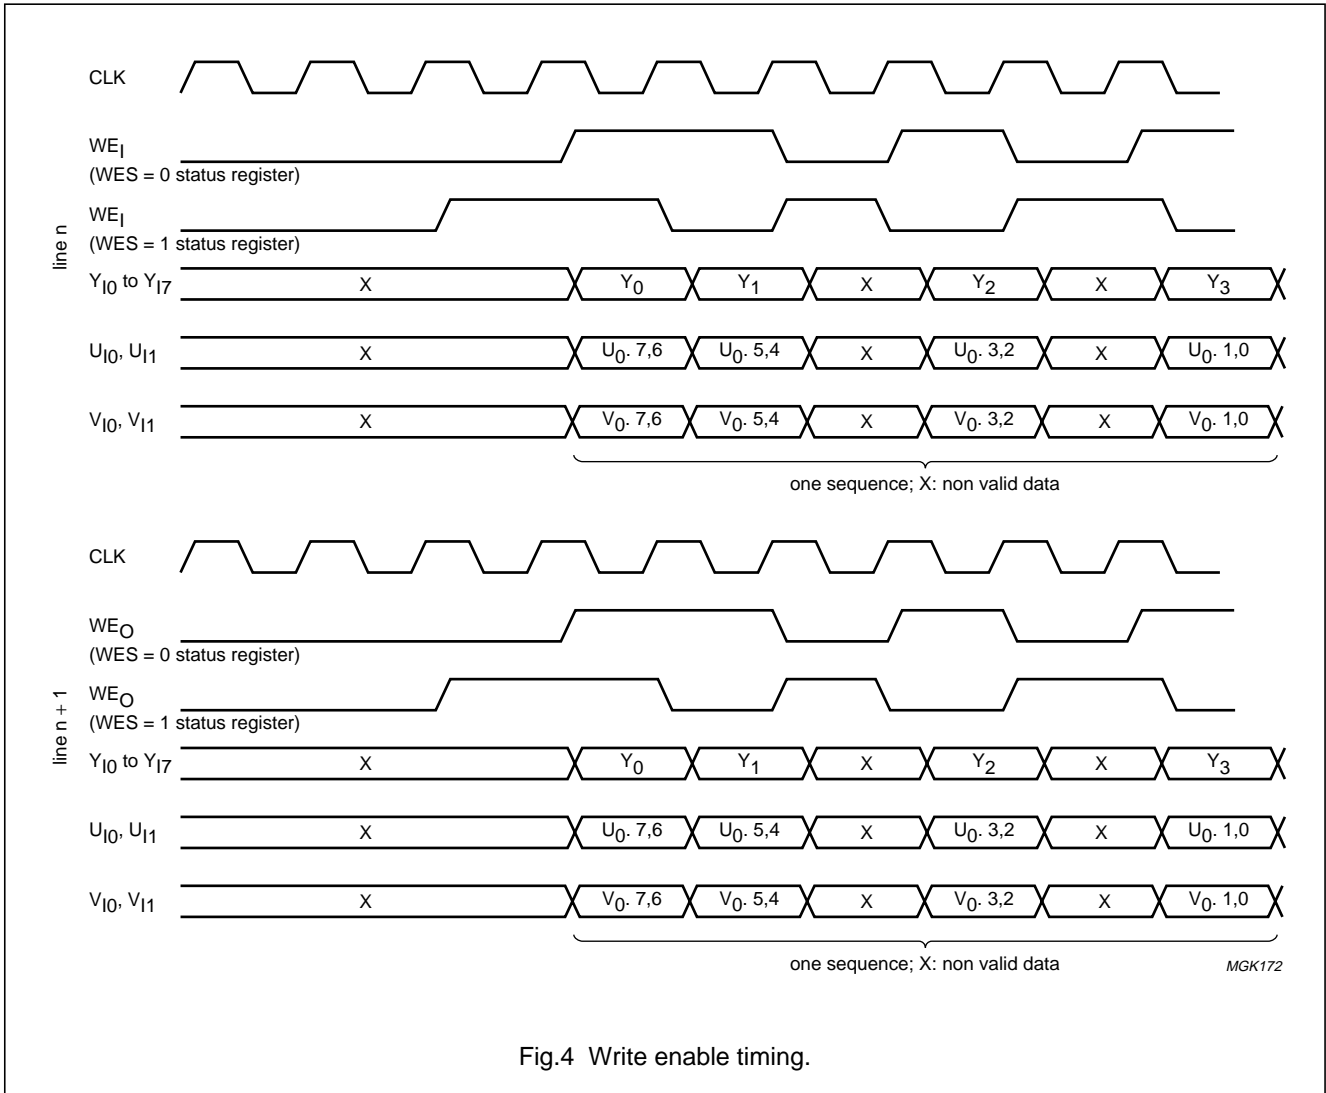 CLK
WEI
(WES = 0 status register)
WEI
(WES = 1 status register)
line n
YI0 to YI7 X Y0 Y1 X Y2 X Y3
UI0, UI1 X U0. 7,6 U0. 5,4 X U0. 3,2 X U0. 1,0
VI0, VI1 X V0. 7,6 V0. 5,4 X V0. 3,2 X V0. 1,0
one sequence; X: non valid data
CLK
WEO
(WES = 0 status register)
WEO
(WES = 1 status register)
line n + 1
YI0 to YI7 X Y0 Y1 X Y2 X Y3
UI0, UI1 X U0. 7,6 U0. 5,4 X U0. 3,2 X U0. 1,0
VI0, VI1 X V0. 7,6 V0. 5,4 X V0. 3,2 X V0. 1,0
one sequence; X: non valid data
MGK172
Fig.4 Write enable timing.